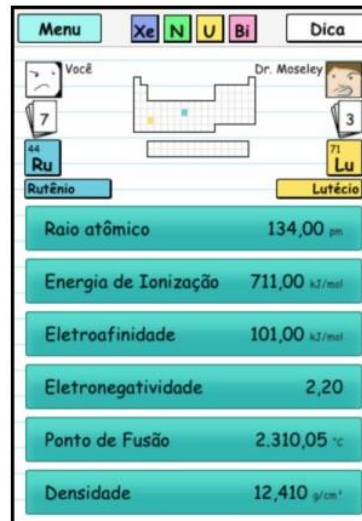 Menu Xe N U Bi Dica
Você Dr. Moseley
7 3
44 71
Ru Lu
Rutênio Lutécio
Raio atômico 134,00 pm
Energia de Ionização 711,00 kJ/mol
Eletroafinidade 101,00 kJ/mol
Eletronegatividade 2,20
Ponto de Fusão 2.310,05 °C
Densidade 12,410 g/cm³